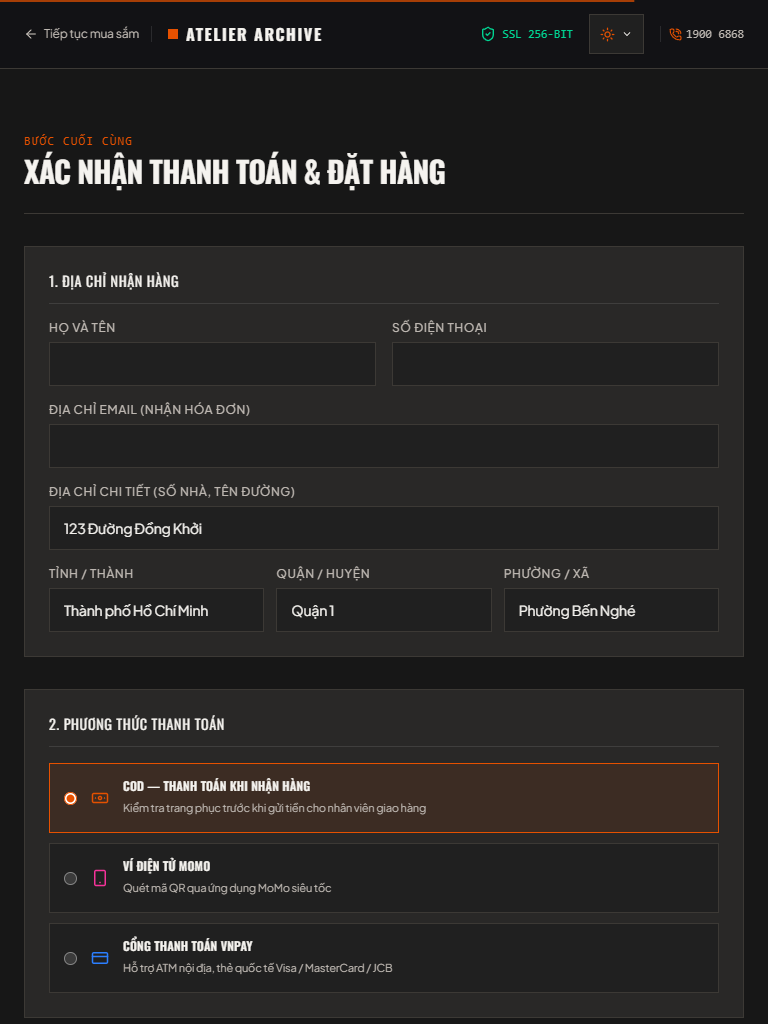 Tiếp tục mua sắm
ATELIER ARCHIVE
SSL 256-BIT
1900 6868
BƯỚC CUỐI CÙNG
XÁC NHẬN THANH TOÁN & ĐẶT HÀNG
1. ĐỊA CHỈ NHẬN HÀNG
HỌ VÀ TÊN
SỐ ĐIỆN THOẠI
ĐỊA CHỈ EMAIL (NHẬN HÓA ĐƠN)
ĐỊA CHỈ CHI TIẾT (SỐ NHÀ, TÊN ĐƯỜNG)
123 Đường Đồng Khởi
TỈNH / THÀNH
QUẬN / HUYỆN
PHƯỜNG / XÃ
Thành phố Hồ Chí Minh
Quận 1
Phường Bến Nghé
2. PHƯƠNG THỨC THANH TOÁN
COD — THANH TOÁN KHI NHẬN HÀNG
Kiểm tra trang phục trước khi gửi tiền cho nhân viên giao hàng
VÍ ĐIỆN TỬ MOMO
Quét mã QR qua ứng dụng MoMo siêu tốc
CỔNG THANH TOÁN VNPAY
Hỗ trợ ATM nội địa, thẻ quốc tế Visa / MasterCard / JCB